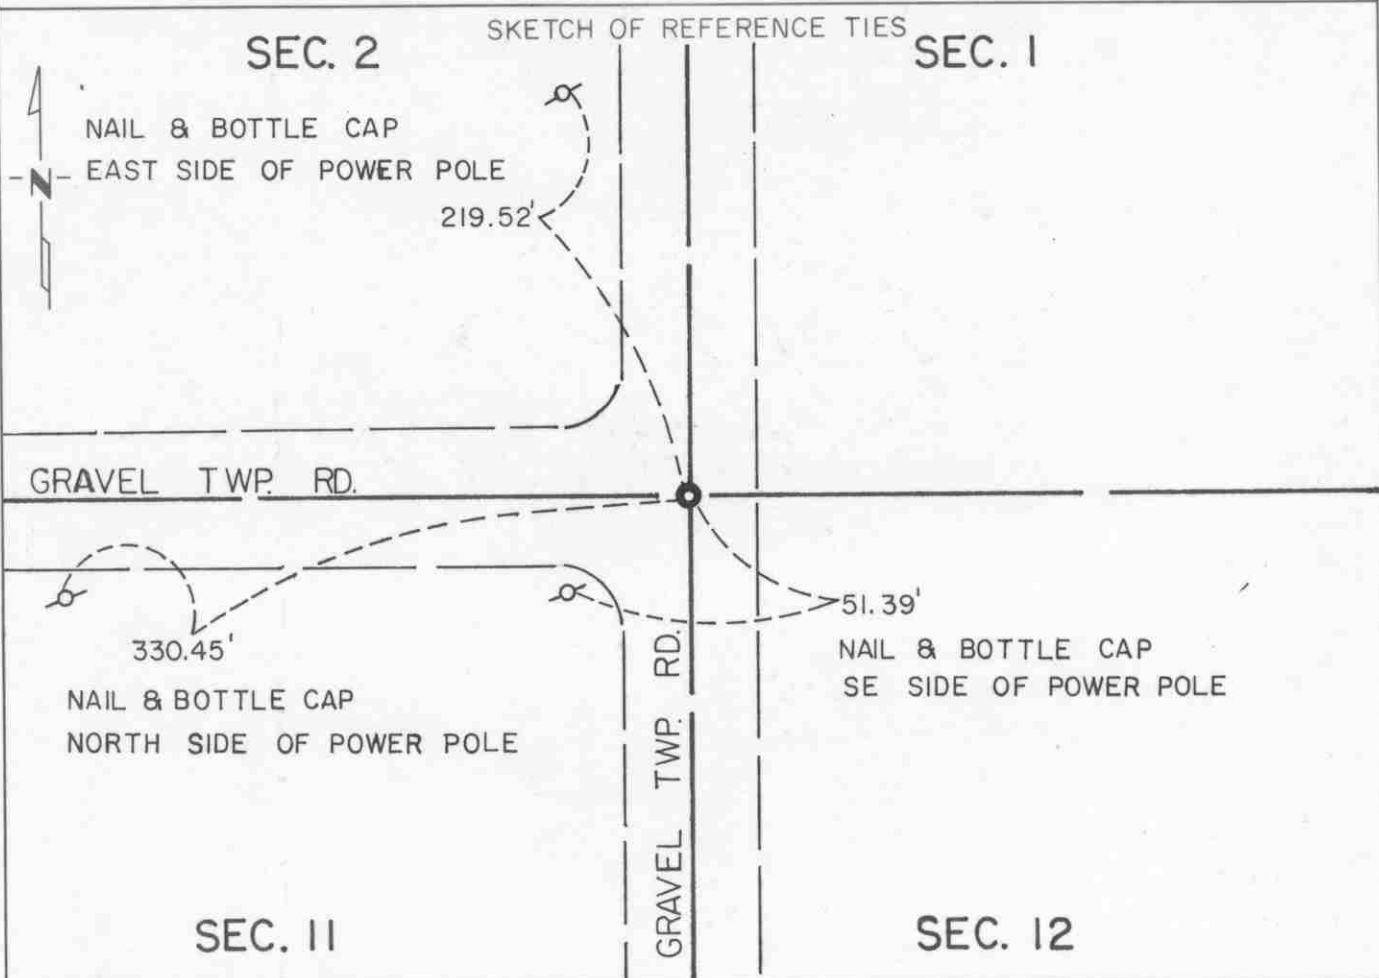 SKETCH OF REFERENCE TIES
SEC. 2
SEC. 1
NAIL & BOTTLE CAP
EAST SIDE OF POWER POLE
N
219.52'
GRAVEL TWP. RD.
51.39'
330.45'
NAIL & BOTTLE CAP
SE SIDE OF POWER POLE
NAIL & BOTTLE CAP
NORTH SIDE OF POWER POLE
GRAVEL TWP. RD.
SEC. 11
SEC. 12